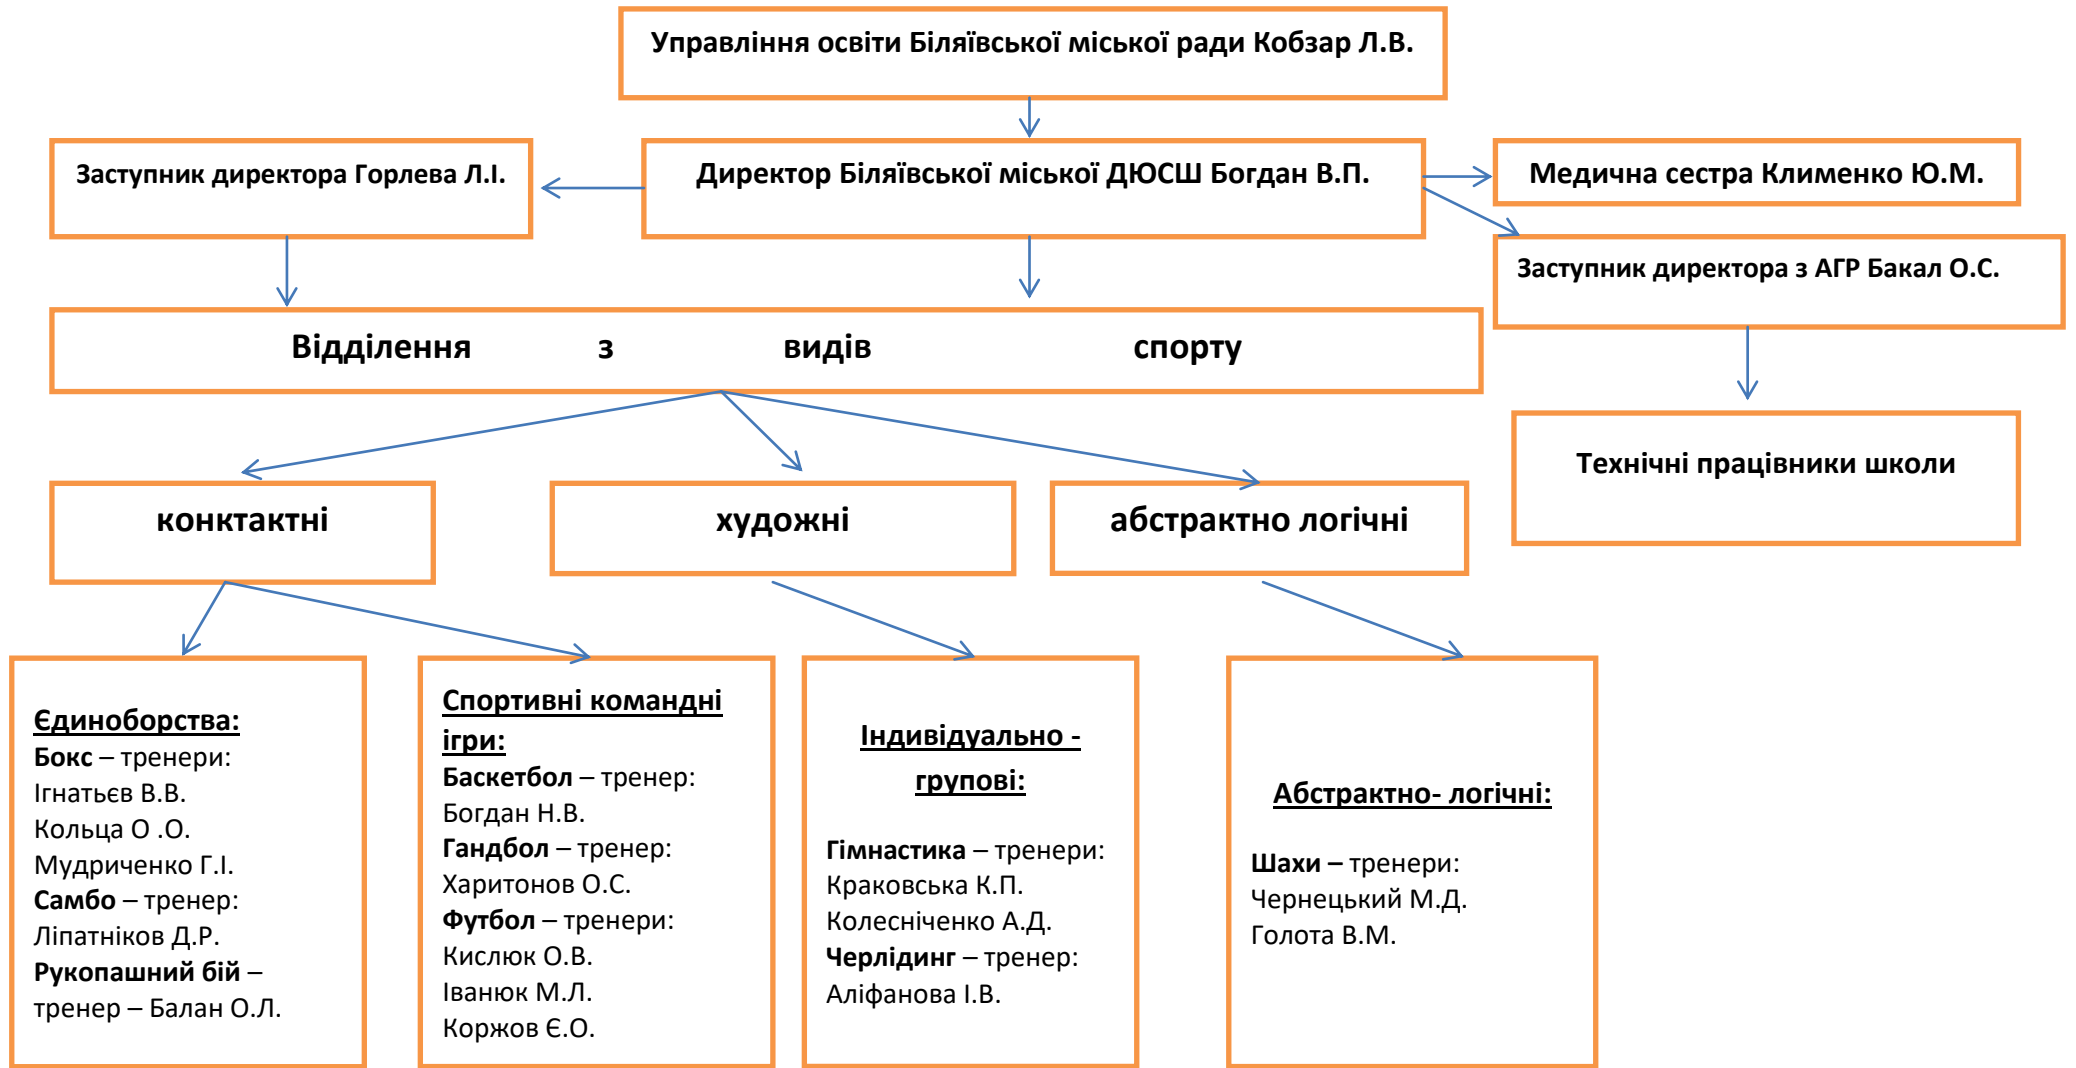 Управління освіти Біляївської міської ради Кобзар Л.В.
Заступник директора Горлева Л.І.
Директор Біляївської міської ДЮСШ Богдан В.П.
Медична сестра Клименко Ю.М.
Заступник директора з АГР Бакал О.С.
Відділення з видів спорту
Технічні працівники школи
конктактні
художні
абстрактно логічні
Єдиноборства:
Бокс – тренери:
Ігнатьєв В.В.
Кольца О .О.
Мудриченко Г.І.
Самбо – тренер:
Ліпатніков Д.Р.
Рукопашний бій –
тренер – Балан О.Л.
Спортивні командні
ігри:
Баскетбол – тренер:
Богдан Н.В.
Гандбол – тренер:
Харитонов О.С.
Футбол – тренери:
Кислюк О.В.
Іванюк М.Л.
Коржов Є.О.
Індивідуально -
групові:
Гімнастика – тренери:
Краковська К.П.
Колесніченко А.Д.
Черлідинг – тренер:
Аліфанова І.В.
Абстрактно- логічні:
Шахи – тренери:
Чернецький М.Д.
Голота В.М.